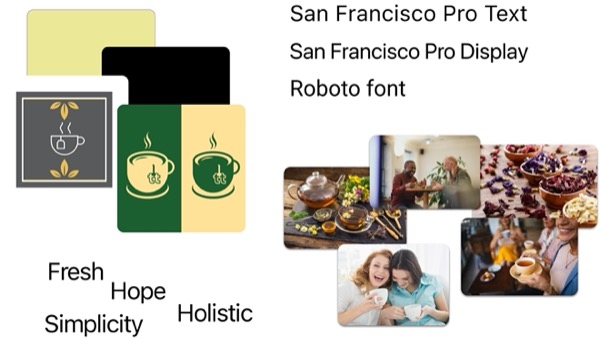 San Francisco Pro Text
San Francisco Pro Display
Roboto font
Fresh
Hope
Simplicity
Holistic